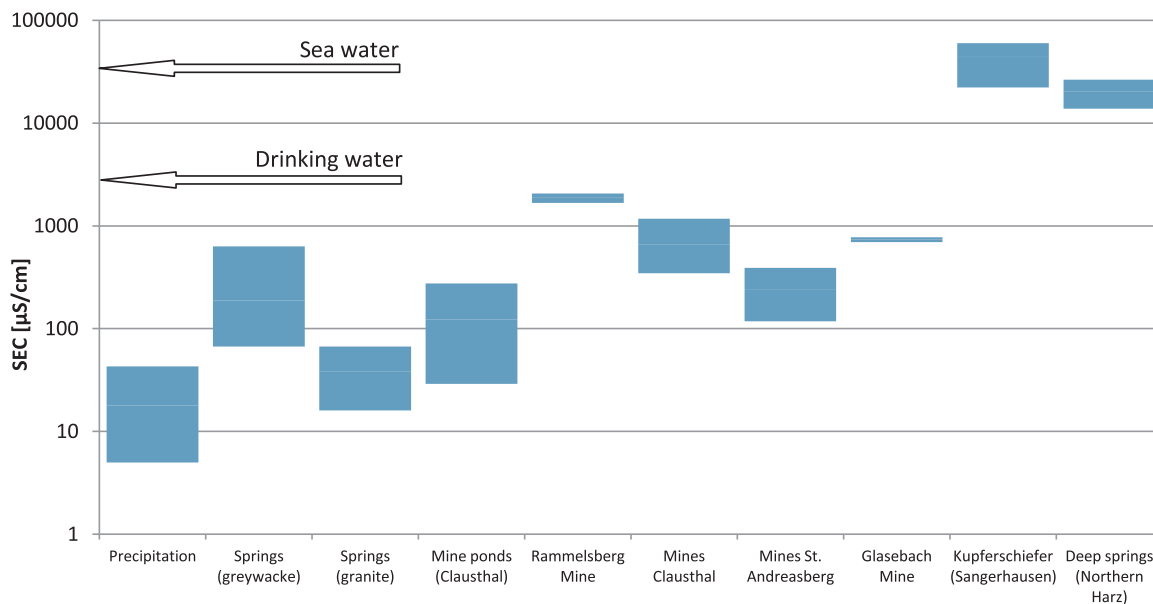 100000
Sea water
10000
Drinking water
1000
100
10
1
SEC [µS/cm]
Precipitation
Springs
(greywacke)
Springs
(granite)
Mine ponds
(Clausthal)
Rammelsberg
Mine
Mines
Clausthal
Mines St.
Andreasberg
Glasebach
Mine
Kupferschiefer
(Sangerhausen)
Deep springs
(Northern
Harz)